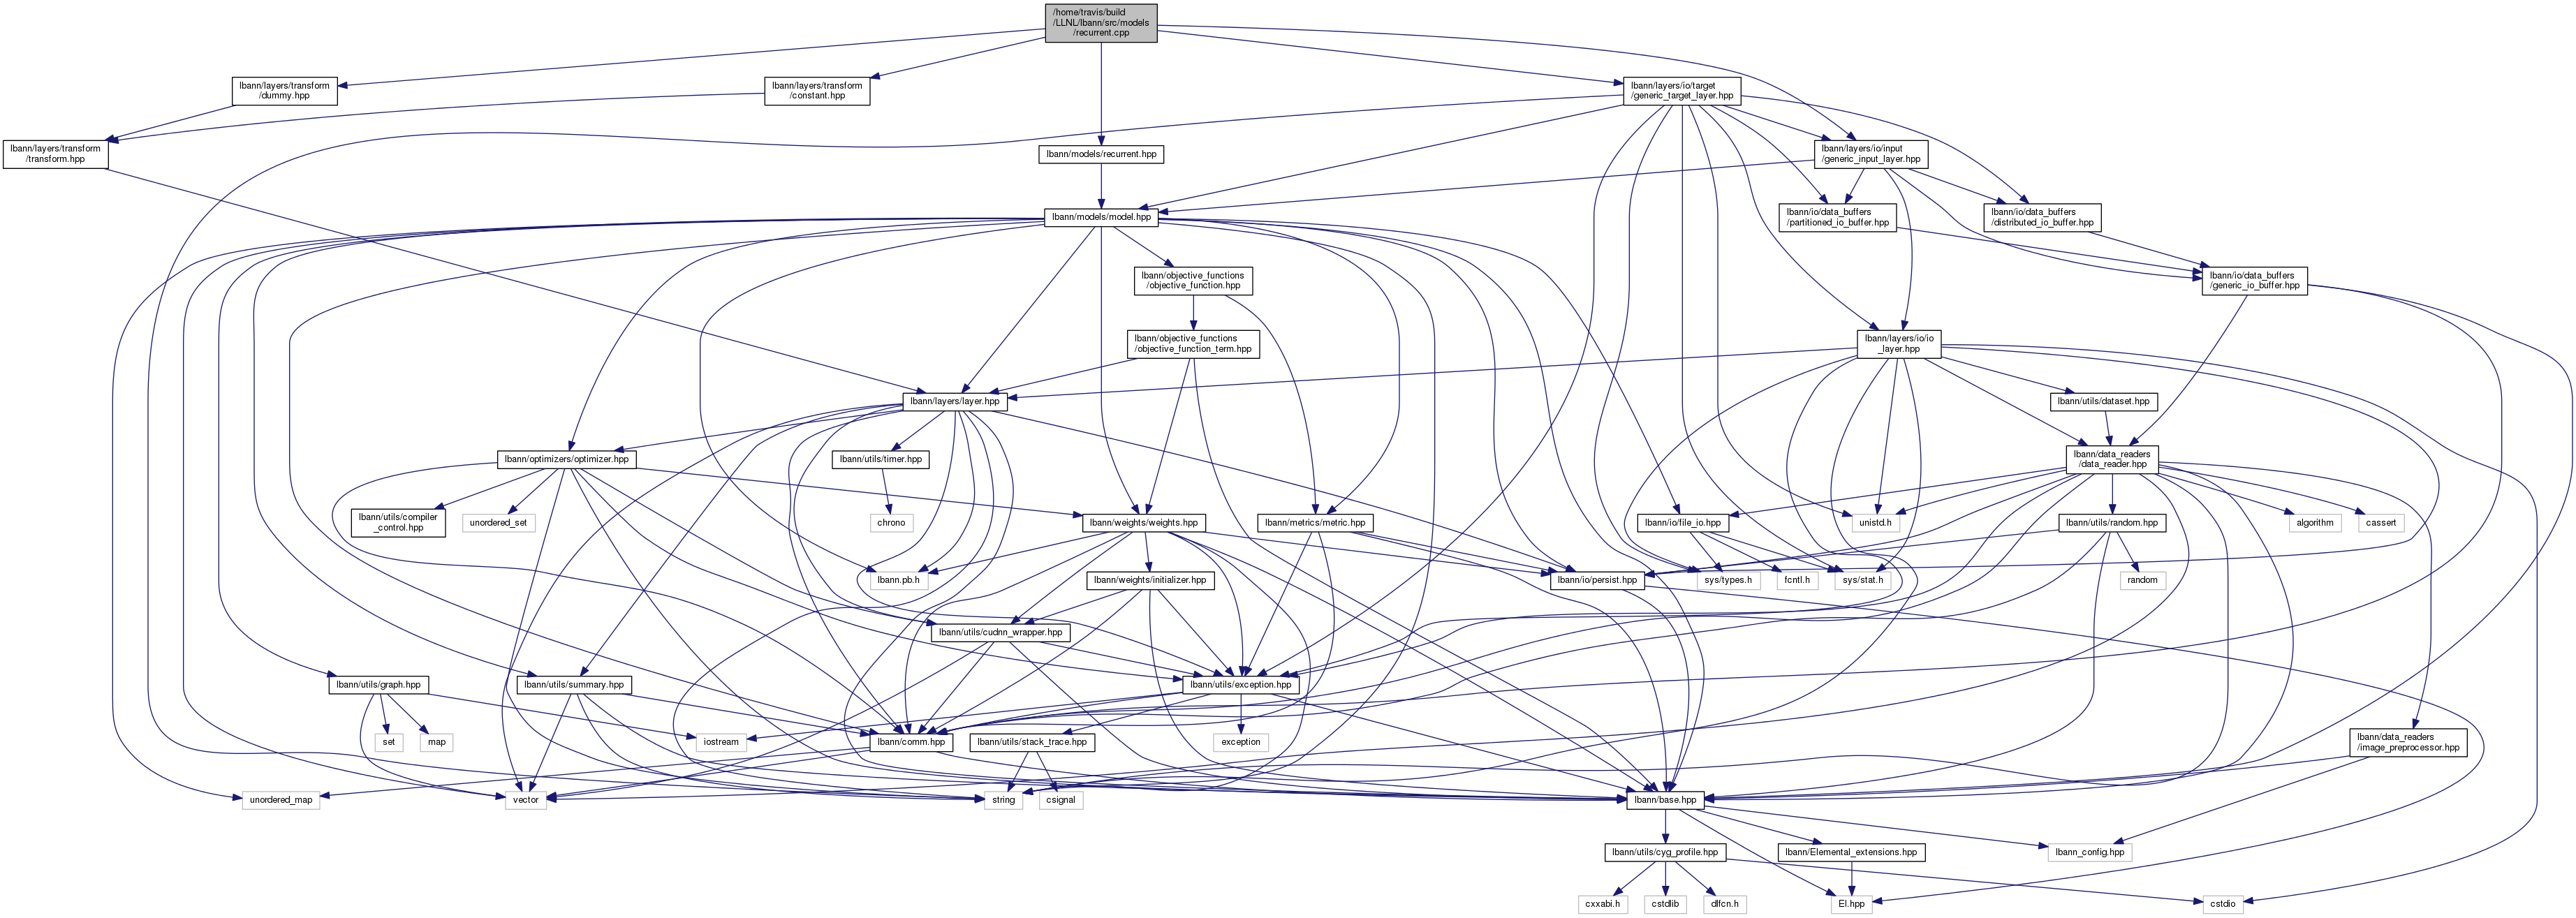 /home/travis/build
/LLNL/lbann/src/models
/recurrent.cpp
lbann/layers/transform
/dummy.hpp
lbann/layers/transform
/constant.hpp
lbann/layers/io/target
/generic_target_layer.hpp
lbann/layers/transform
/transform.hpp
lbann/models/recurrent.hpp
lbann/layers/io/input
/generic_input_layer.hpp
lbann/models/model.hpp
lbann/io/data_buffers
/partitioned_io_buffer.hpp
lbann/io/data_buffers
/distributed_io_buffer.hpp
lbann/objective_functions
/objective_function.hpp
lbann/io/data_buffers
/generic_io_buffer.hpp
lbann/objective_functions
/objective_function_term.hpp
lbann/layers/io/io
_layer.hpp
lbann/layers/layer.hpp
lbann/utils/dataset.hpp
lbann/optimizers/optimizer.hpp
lbann/utils/timer.hpp
lbann/data_readers
/data_reader.hpp
lbann/utils/compiler
_control.hpp
unordered_set
chrono
lbann/weights/weights.hpp
lbann/metrics/metric.hpp
lbann/io/file_io.hpp
unistd.h
lbann/utils/random.hpp
algorithm
cassert
lbann.pb.h
lbann/weights/initializer.hpp
lbann/io/persist.hpp
sys/types.h
fcntl.h
sys/stat.h
random
lbann/utils/cudnn_wrapper.hpp
lbann/utils/graph.hpp
lbann/utils/summary.hpp
lbann/utils/exception.hpp
set
map
iostream
lbann/comm.hpp
lbann/utils/stack_trace.hpp
exception
lbann/data_readers
/image_preprocessor.hpp
unordered_map
vector
string
csignal
lbann/base.hpp
lbann/utils/cyg_profile.hpp
lbann/Elemental_extensions.hpp
lbann_config.hpp
cxxabi.h
cstdlib
dlfcn.h
El.hpp
cstdio